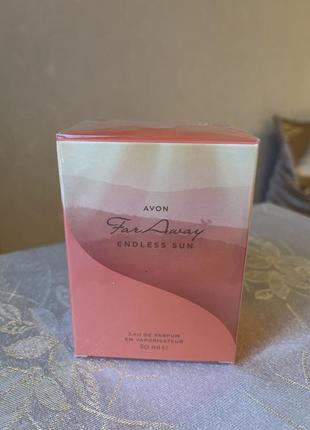 AVON
Far Away
ENDLESS SUN
EAU DE PARFUM
EN VAPORISATEUR
50 ml ℮